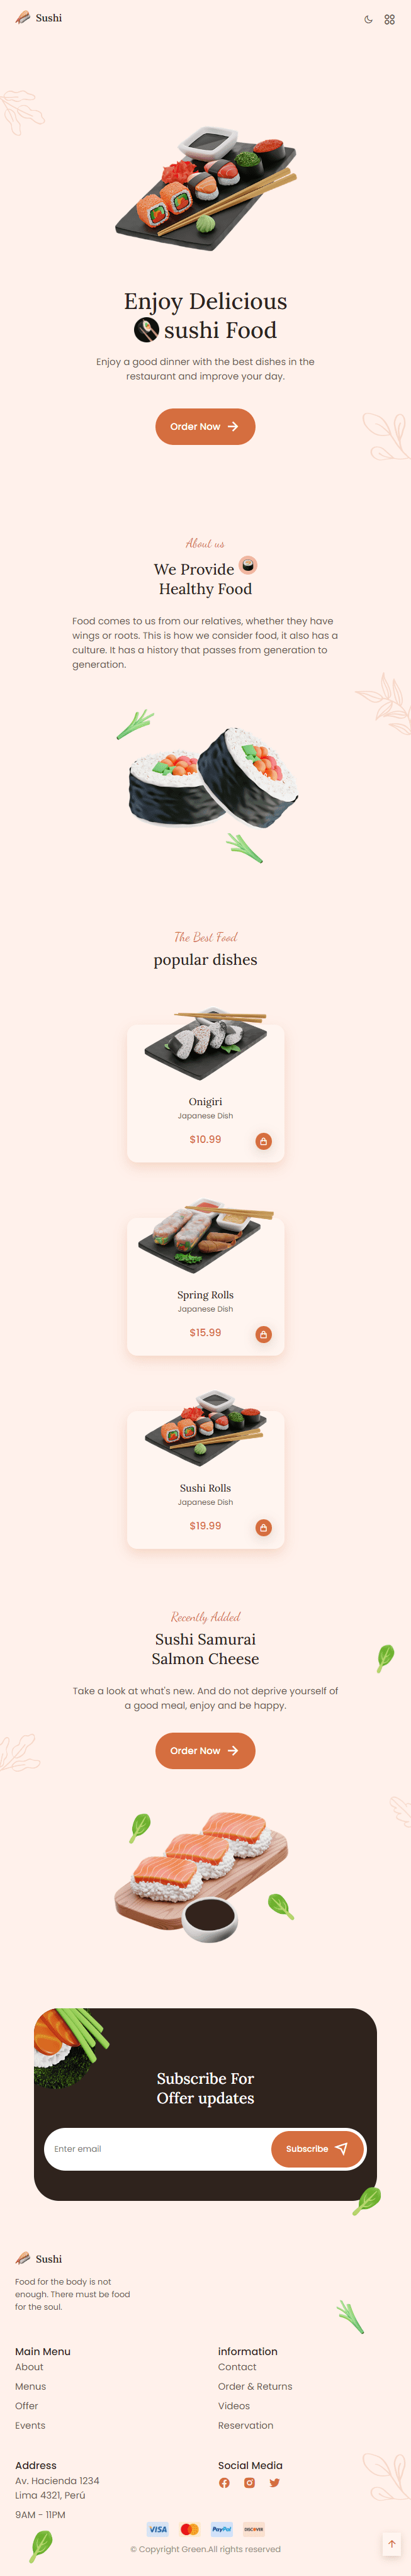 Sushi
Enjoy Delicious
sushi Food
Enjoy a good dinner with the best dishes in the
restaurant and improve your day.
Order Now
About us
We Provide
Healthy Food
Food comes to us from our relatives, whether they have
wings or roots. This is how we consider food, it also has a
culture. It has a history that passes from generation to
generation.
The Best Food
popular dishes
Onigiri
Japanese Dish
$10.99
Spring Rolls
Japanese Dish
$15.99
Sushi Rolls
Japanese Dish
$19.99
Recently Added
Sushi Samurai
Salmon Cheese
Take a look at what's new. And do not deprive yourself of
a good meal, enjoy and be happy.
Order Now
Subscribe For
Offer updates
Enter email
Subscribe
Sushi
Food for the body is not
enough. There must be food
for the soul.
Main Menu
About
Menus
Offer
Events
information
Contact
Order & Returns
Videos
Reservation
Address
Av. Hacienda 1234
Lima 4321, Perú
9AM - 11PM
Social Media
VISA PayPal DISCOVER
© Copyright Green.All rights reserved